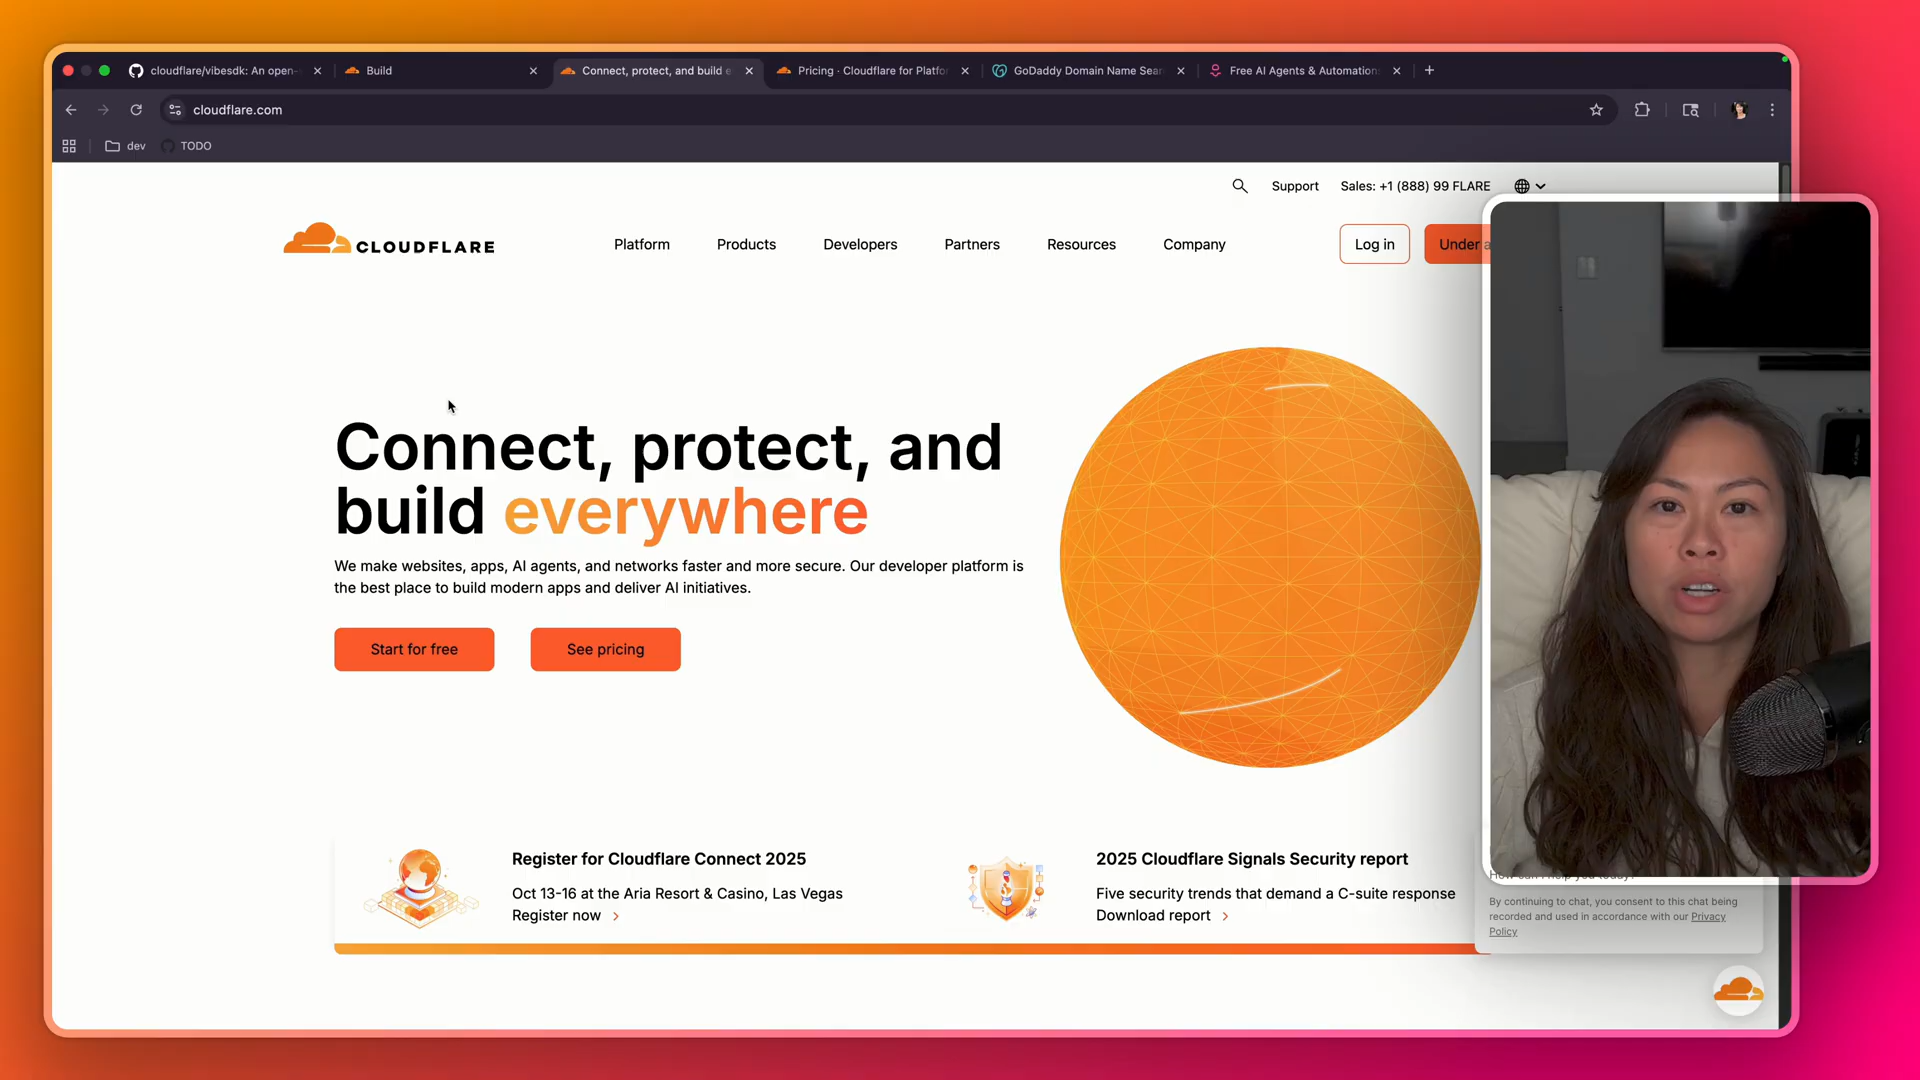 cloudflare/vibesdk: An open-
Build
Connect, protect, and build e
Pricing · Cloudflare for Platfor
GoDaddy Domain Name Sear
Free AI Agents & Automation
cloudflare.com
dev
TODO
Support
Sales: +1 (888) 99 FLARE
CLOUDFLARE
Platform
Products
Developers
Partners
Resources
Company
Log in
Under a
Connect, protect, and
build everywhere
We make websites, apps, AI agents, and networks faster and more secure. Our developer platform is
the best place to build modern apps and deliver AI initiatives.
Start for free
See pricing
Register for Cloudflare Connect 2025
Oct 13-16 at the Aria Resort & Casino, Las Vegas
Register now
2025 Cloudflare Signals Security report
Five security trends that demand a C-suite response
Download report
How can I help you today?
By continuing to chat, you consent to this chat being
recorded and used in accordance with our Privacy
Policy